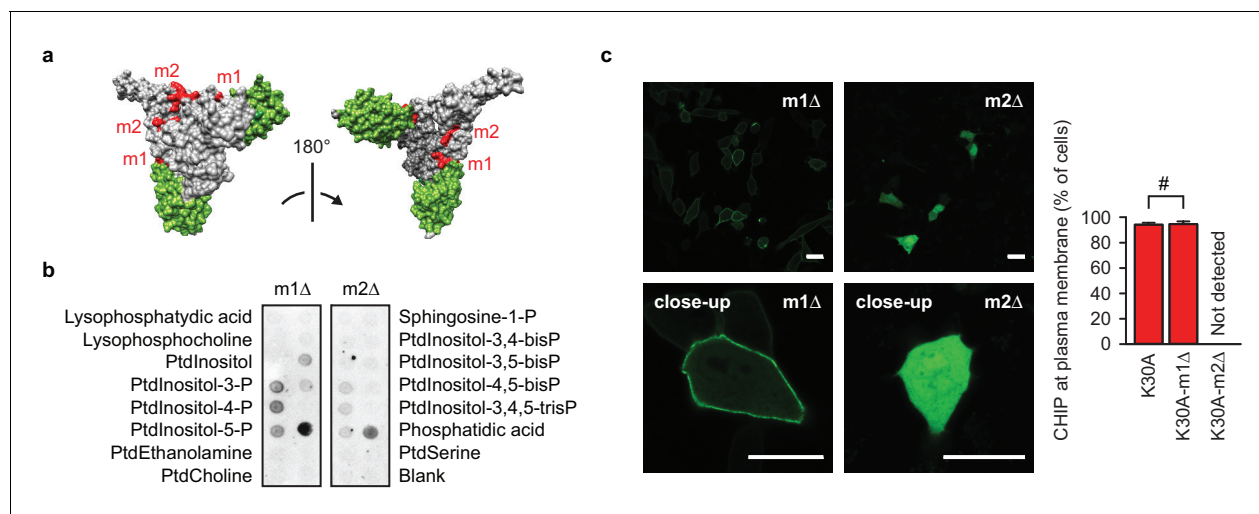 a
m2
m1
m2
m1
180°
m2
m1
b
m1Δ
m2Δ
Lysophosphatydic acid
Lysophosphocholine
PtdInositol
PtdInositol-3-P
PtdInositol-4-P
PtdInositol-5-P
PtdEthanolamine
PtdCholine
Sphingosine-1-P
PtdInositol-3,4-bisP
PtdInositol-3,5-bisP
PtdInositol-4,5-bisP
PtdInositol-3,4,5-trisP
Phosphatidic acid
PtdSerine
Blank
c
m1Δ
m2Δ
close-up m1Δ
close-up m2Δ
CHIP at plasma membrane (% of cells)
100
80
60
40
20
0
#
Not detected
K30A
K30A-m1Δ
K30A-m2Δ